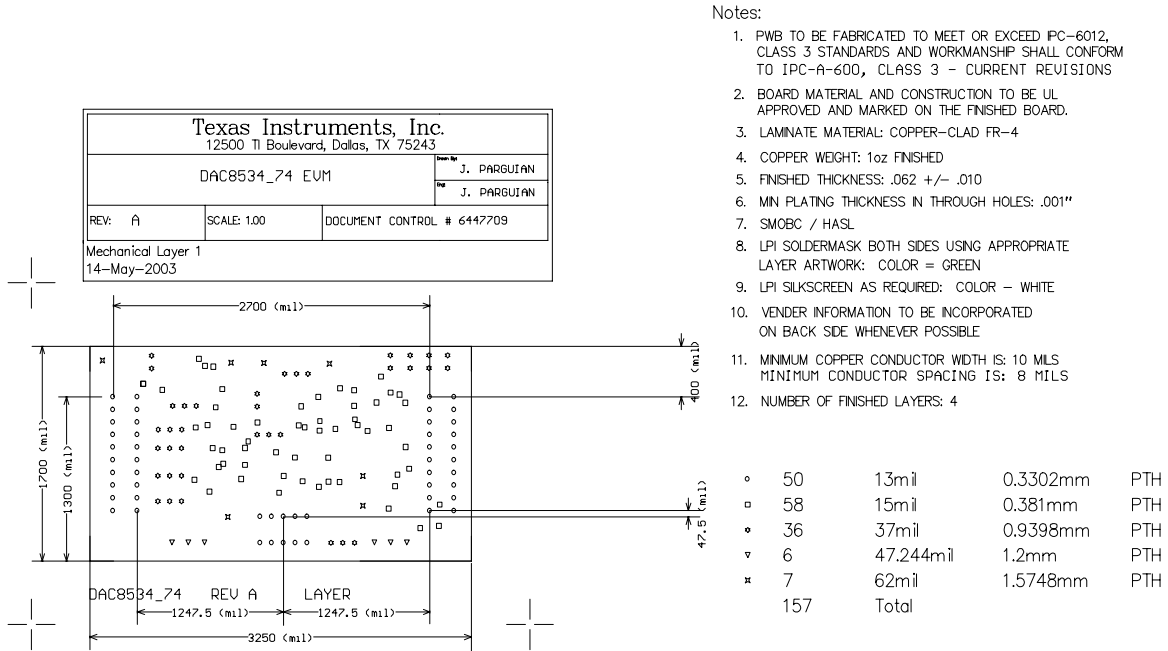 Texas Instruments, Inc.
12500 TI Boulevard, Dallas, TX 75243
DAC8534_74 EVM
Drawn By:
J. PARGUIAN
Engr:
J. PARGUIAN
REV: A
SCALE: 1.00
DOCUMENT CONTROL # 6447709
Mechanical Layer 1
14-May-2003
2700 (mil)
400 (mil)
1700 (mil)
1300 (mil)
47.5 (mil)
DAC8534_74 REV A LAYER
1247.5 (mil)
1247.5 (mil)
3250 (mil)
Notes:
1. PWB TO BE FABRICATED TO MEET OR EXCEED IPC-6012,
CLASS 3 STANDARDS AND WORKMANSHIP SHALL CONFORM
TO IPC-A-600, CLASS 3 - CURRENT REVISIONS
2. BOARD MATERIAL AND CONSTRUCTION TO BE UL
APPROVED AND MARKED ON THE FINISHED BOARD.
3. LAMINATE MATERIAL: COPPER-CLAD FR-4
4. COPPER WEIGHT: 1oz FINISHED
5. FINISHED THICKNESS: .062 +/- .010
6. MIN PLATING THICKNESS IN THROUGH HOLES: .001"
7. SMOBC / HASL
8. LPI SOLDERMASK BOTH SIDES USING APPROPRIATE
LAYER ARTWORK: COLOR = GREEN
9. LPI SILKSCREEN AS REQUIRED: COLOR - WHITE
10. VENDER INFORMATION TO BE INCORPORATED
ON BACK SIDE WHENEVER POSSIBLE
11. MINIMUM COPPER CONDUCTOR WIDTH IS: 10 MILS
MINIMUM CONDUCTOR SPACING IS: 8 MILS
12. NUMBER OF FINISHED LAYERS: 4
50 13mil 0.3302mm PTH
58 15mil 0.381mm PTH
36 37mil 0.9398mm PTH
6 47.244mil 1.2mm PTH
7 62mil 1.5748mm PTH
157 Total